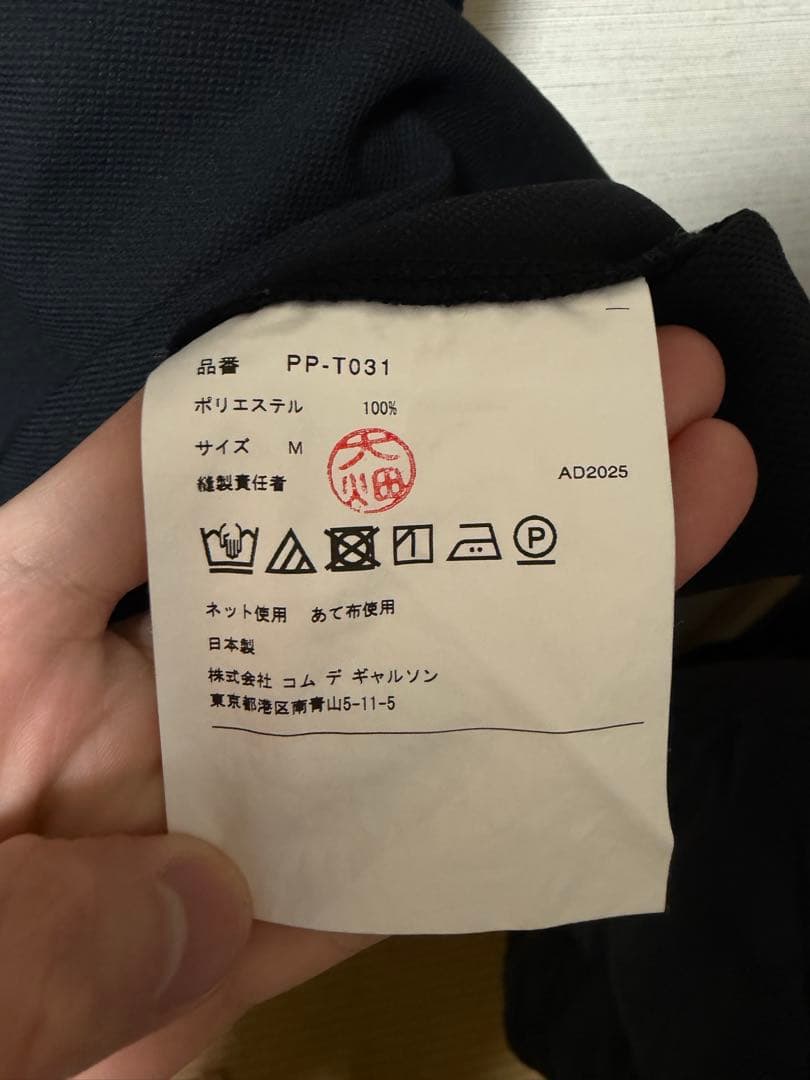 品番 PP-T031
ポリエステル 100%
サイズ M
大畑
縫製責任者
AD2025
P
ネット使用 あて布使用
日本製
株式会社 コム デ ギャルソン
東京都港区南青山5-11-5